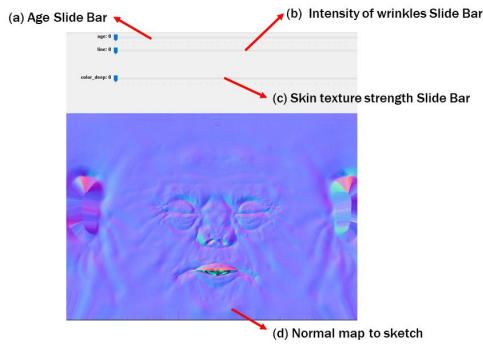 (a) Age Slide Bar
(b) Intensity of wrinkles Slide Bar
age: 0
line: 0
color_deep: 0
(c) Skin texture strength Slide Bar
(d) Normal map to sketch